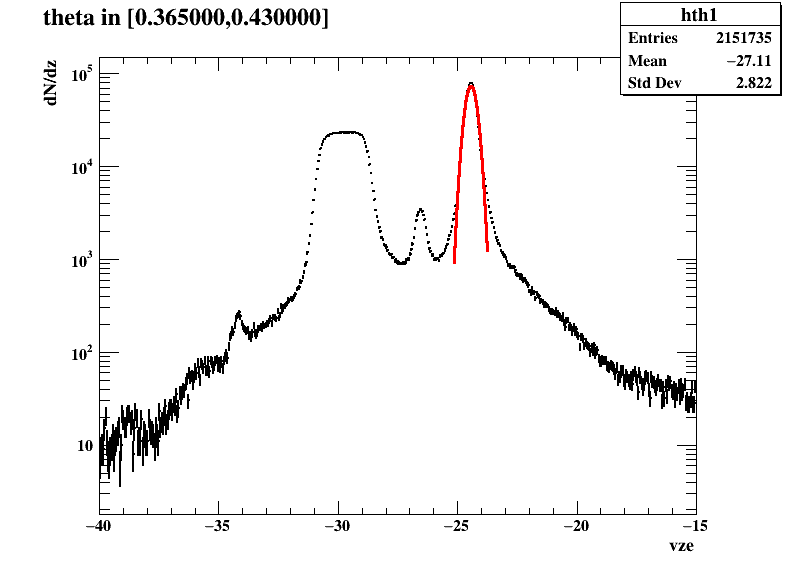 theta in [0.365000,0.430000]
hth1
Entries 2151735
Mean −27.11
Std Dev 2.822
dN/dz
10^5
10^4
10^3
10^2
10
−40 −35 −30 −25 −20 −15
vze